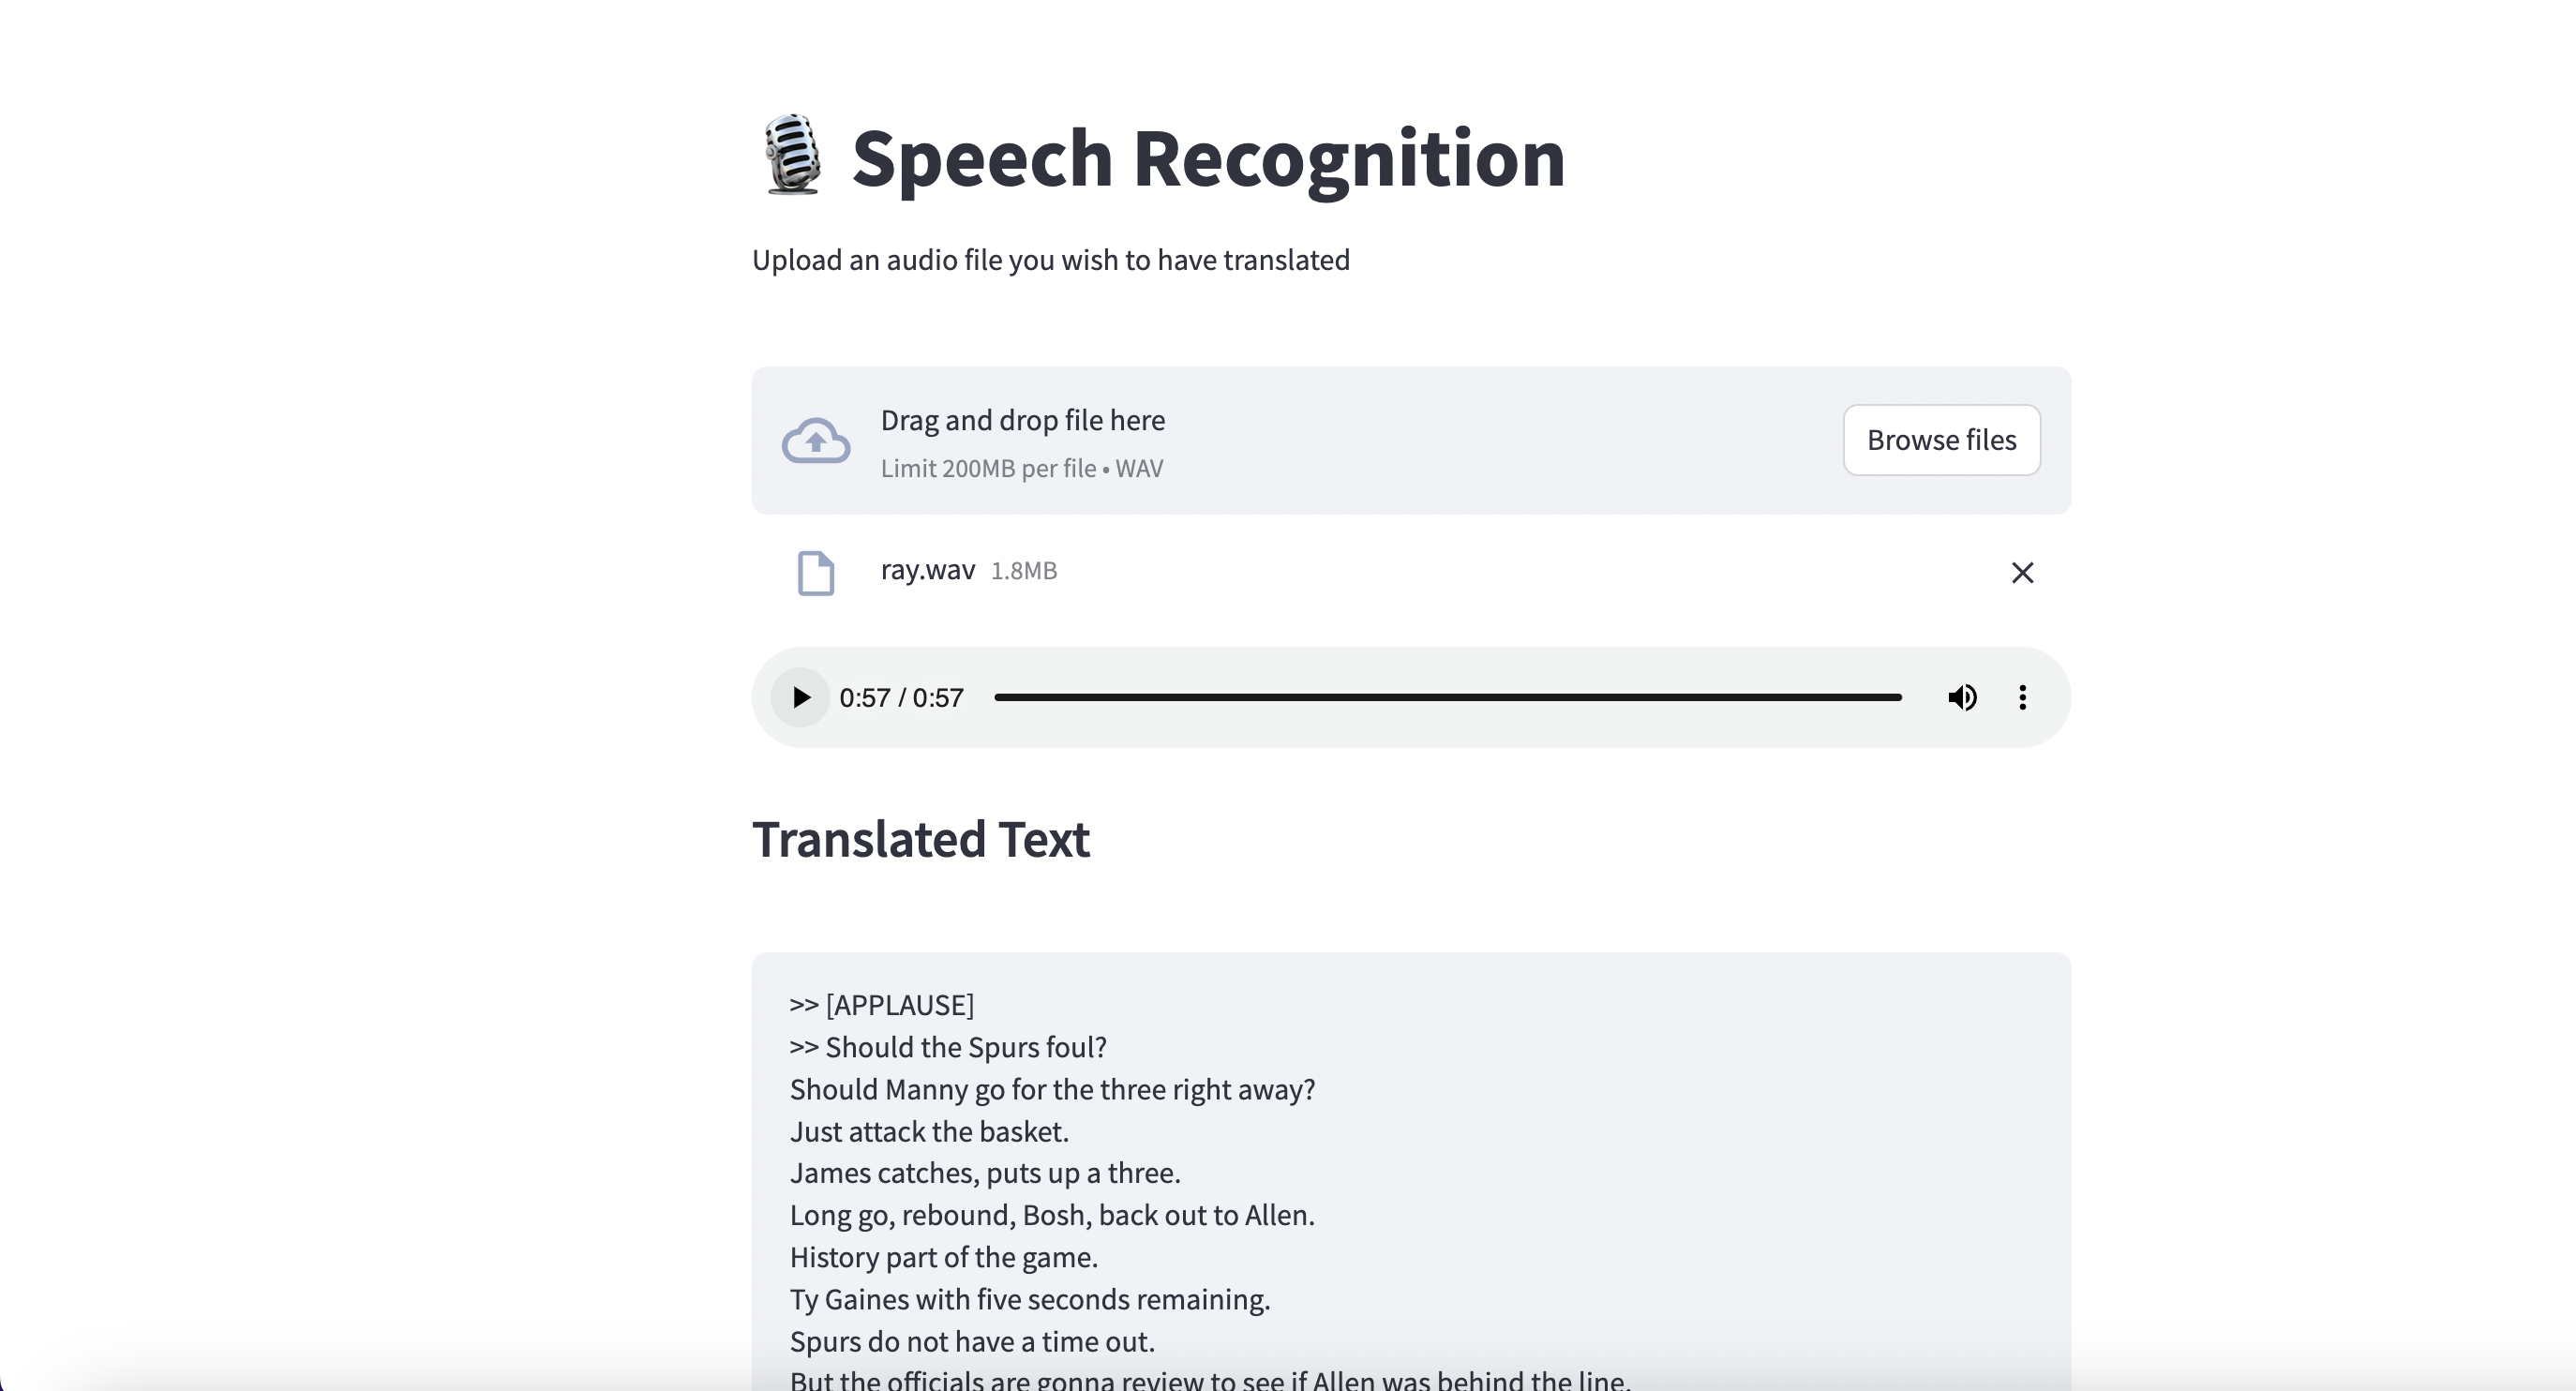 Speech Recognition
Upload an audio file you wish to have translated
Drag and drop file here
Limit 200MB per file • WAV
Browse files
ray.wav 1.8MB
0:57 / 0:57
Translated Text
>> [APPLAUSE]
>> Should the Spurs foul?
Should Manny go for the three right away?
Just attack the basket.
James catches, puts up a three.
Long go, rebound, Bosh, back out to Allen.
History part of the game.
Ty Gaines with five seconds remaining.
Spurs do not have a time out.
But the officials are gonna review to see if Allen was behind the line.